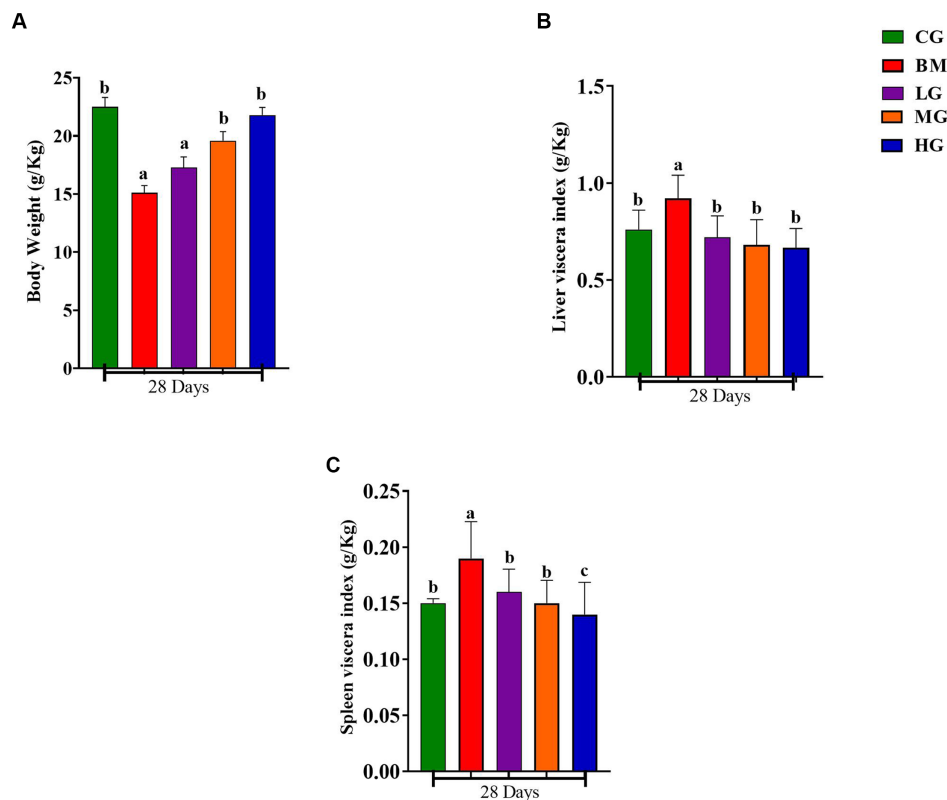 A
Body Weight (g/Kg)
25
20
15
10
5
0
b
a
a
b
b
28 Days
B
Liver viscera index (g/Kg)
1.5
1.0
0.5
0.0
b
a
b
b
b
28 Days
CG
BM
LG
MG
HG
C
Spleen viscera index (g/Kg)
0.25
0.20
0.15
0.10
0.05
0.00
b
a
b
b
c
28 Days